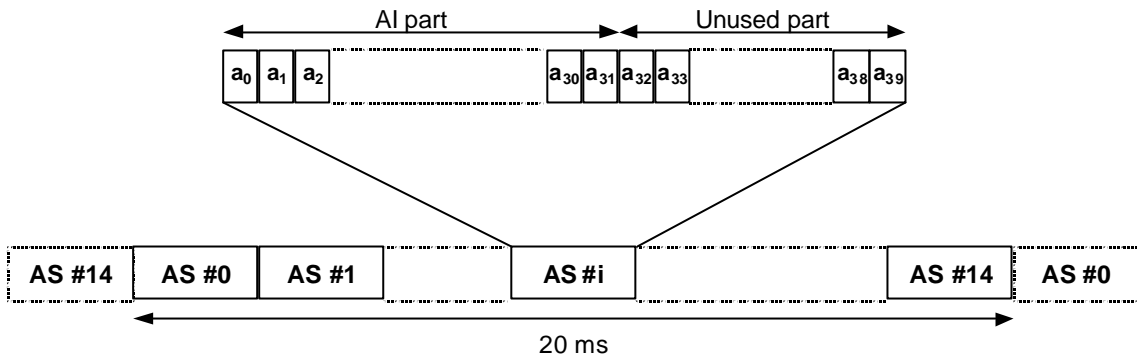 AI part Unused part
a0 a1 a2 a30 a31 a32 a33 a38 a39
AS #14 AS #0 AS #1 AS #i AS #14 AS #0
20 ms